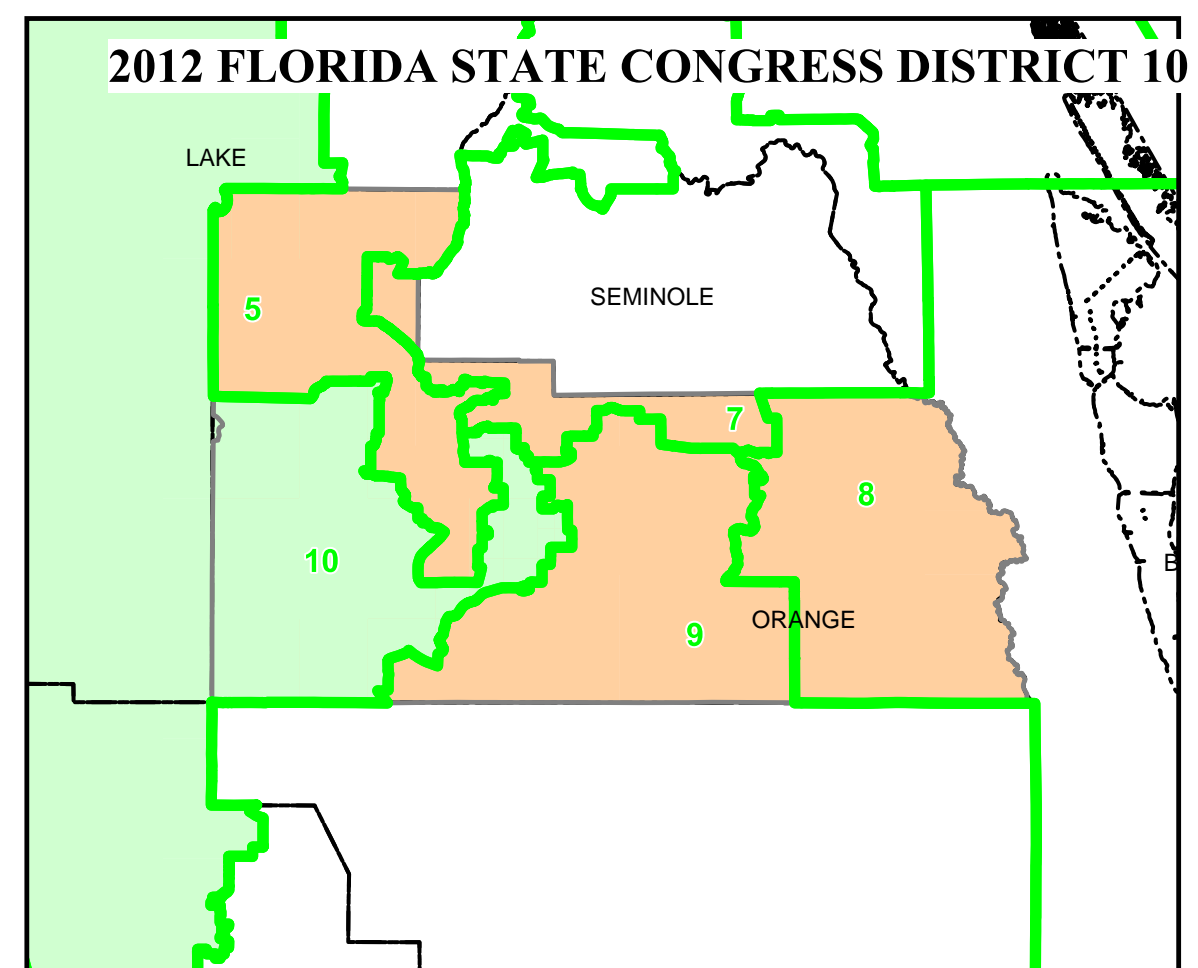 2012 FLORIDA STATE CONGRESS DISTRICT 10
LAKE
SEMINOLE
5
7
8
10
B
ORANGE
9